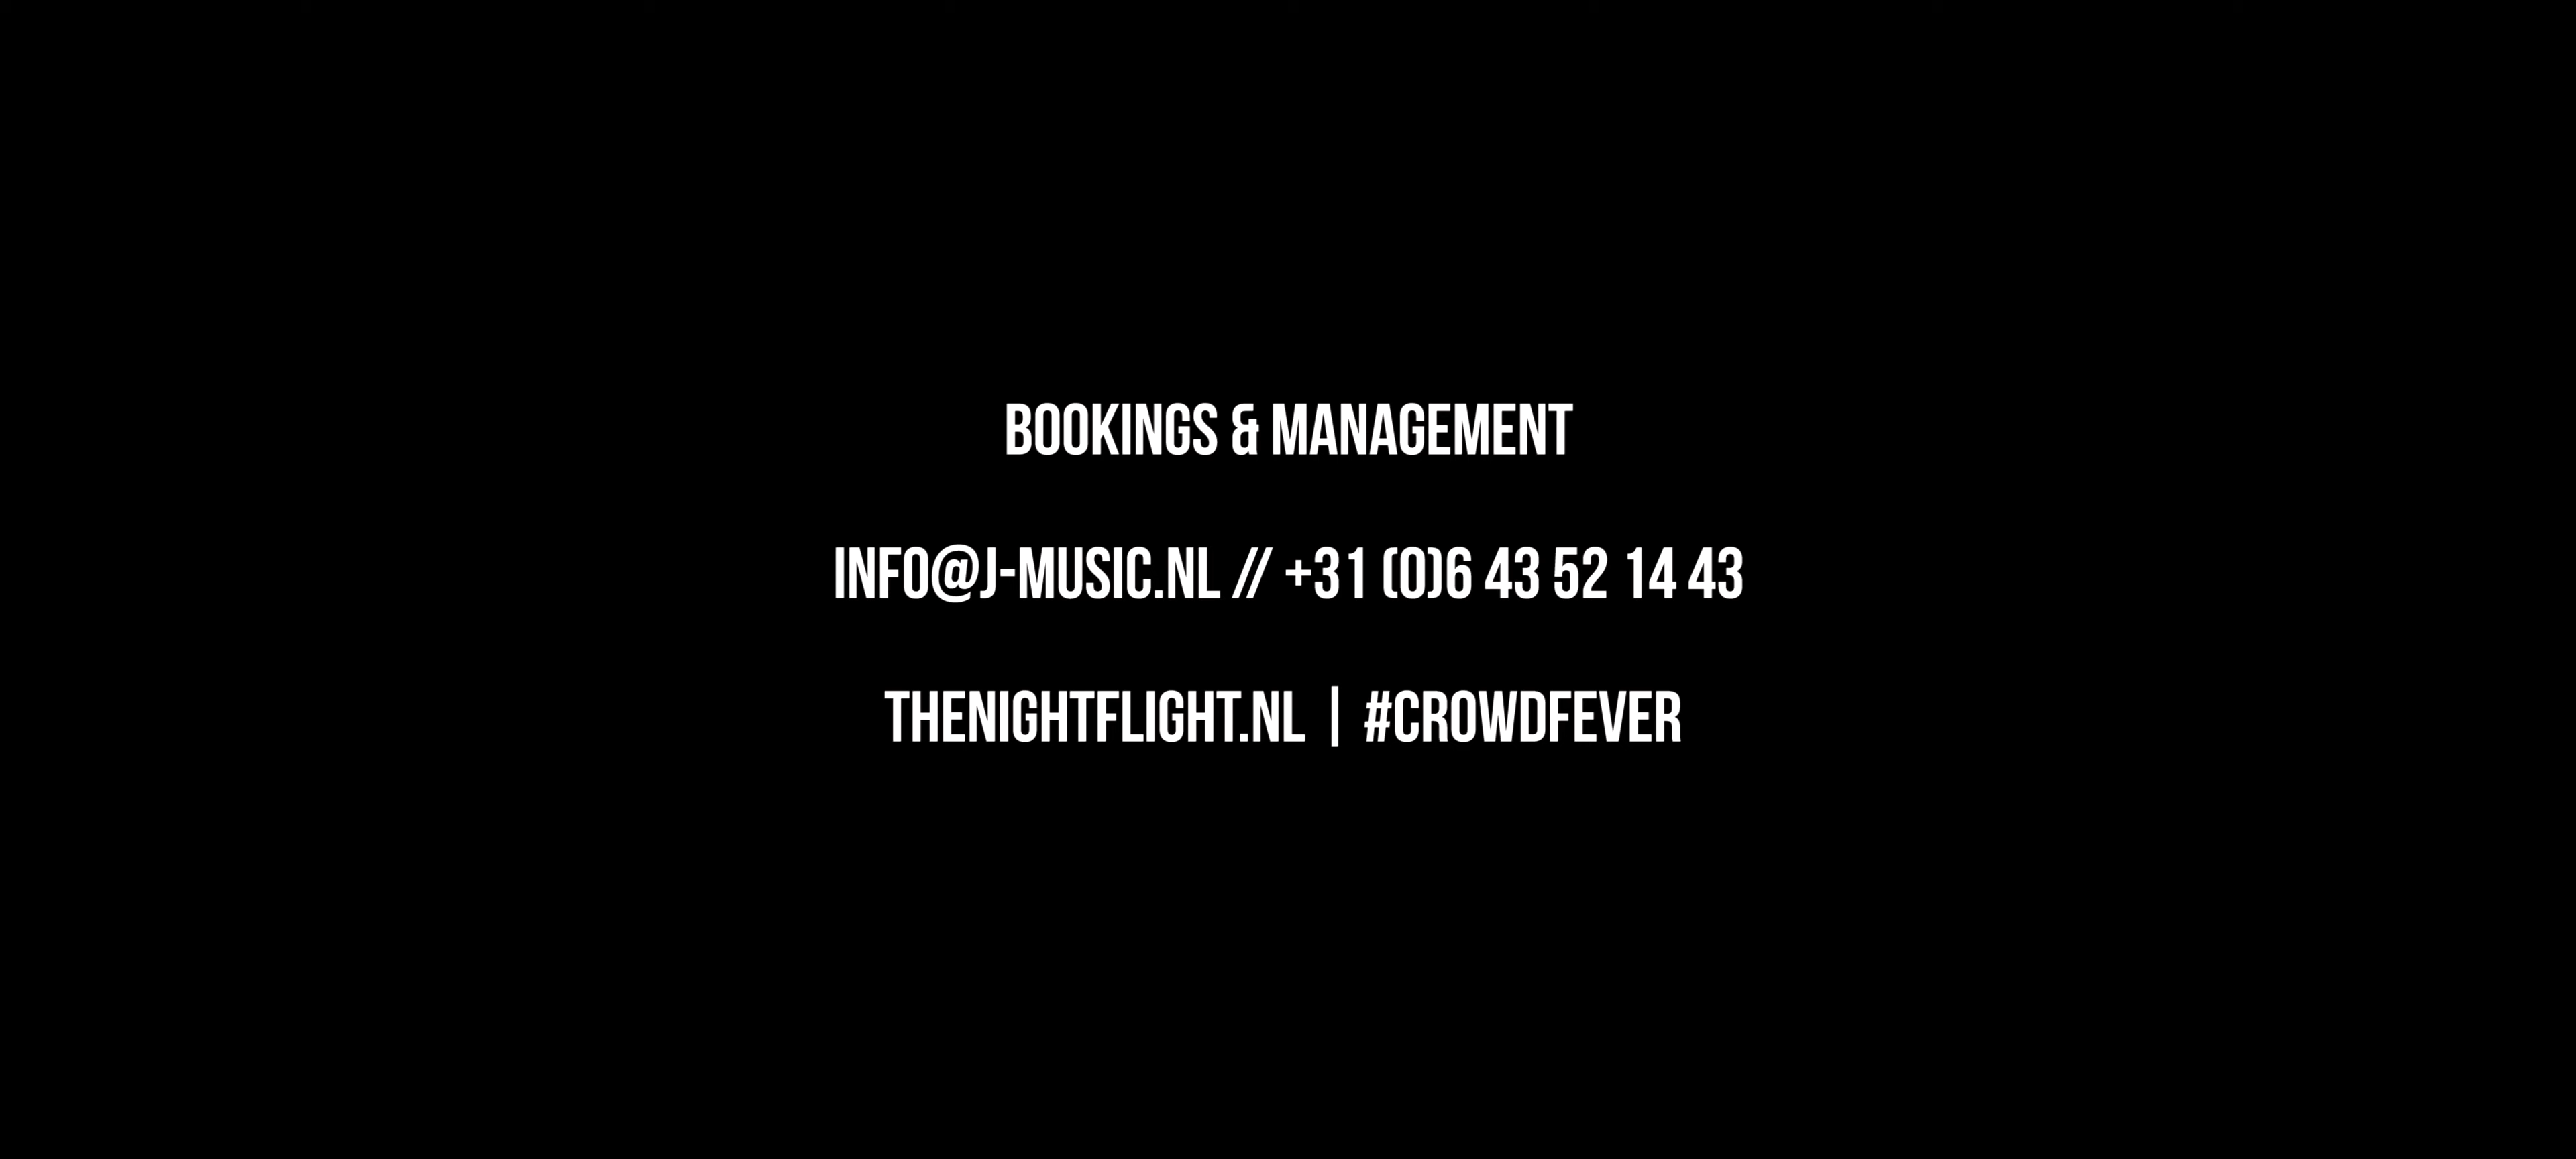 BOOKINGS & MANAGEMENT
INFO@J-MUSIC.NL // +31 (0)6 43 52 14 43
THENIGHTFLIGHT.NL | #CROWDFEVER